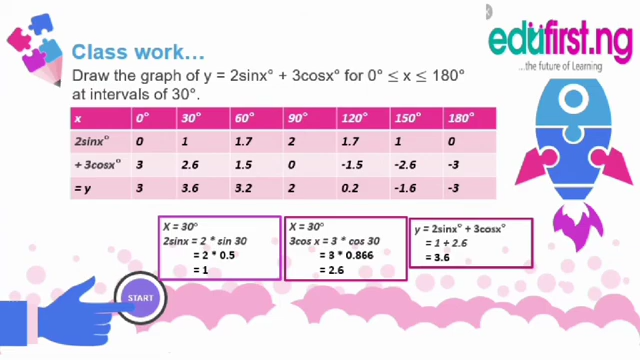 edufirst.ng
...the future of Learning
Class work...
Draw the graph of y = 2sinx° + 3cosx° for 0° ≤ x ≤ 180°
at intervals of 30°.
x 0° 30° 60° 90° 120° 150° 180°
2sinx° 0 1 1.7 2 1.7 1 0
+ 3cosx° 3 2.6 1.5 0 -1.5 -2.6 -3
= y 3 3.6 3.2 2 0.2 -1.6 -3
X = 30°
2sinx = 2 * sin 30
= 2 * 0.5
= 1
X = 30°
3cos x = 3 * cos 30
= 3 * 0.866
= 2.6
y = 2sinx° + 3cosx°
= 1 + 2.6
= 3.6
START